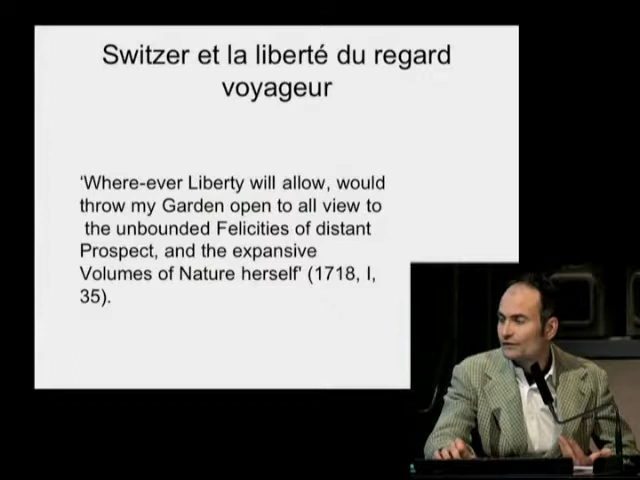 Switzer et la liberté du regard
voyageur
‘Where-ever Liberty will allow, would
throw my Garden open to all view to
the unbounded Felicities of distant
Prospect, and the expansive
Volumes of Nature herself' (1718, I,
35).